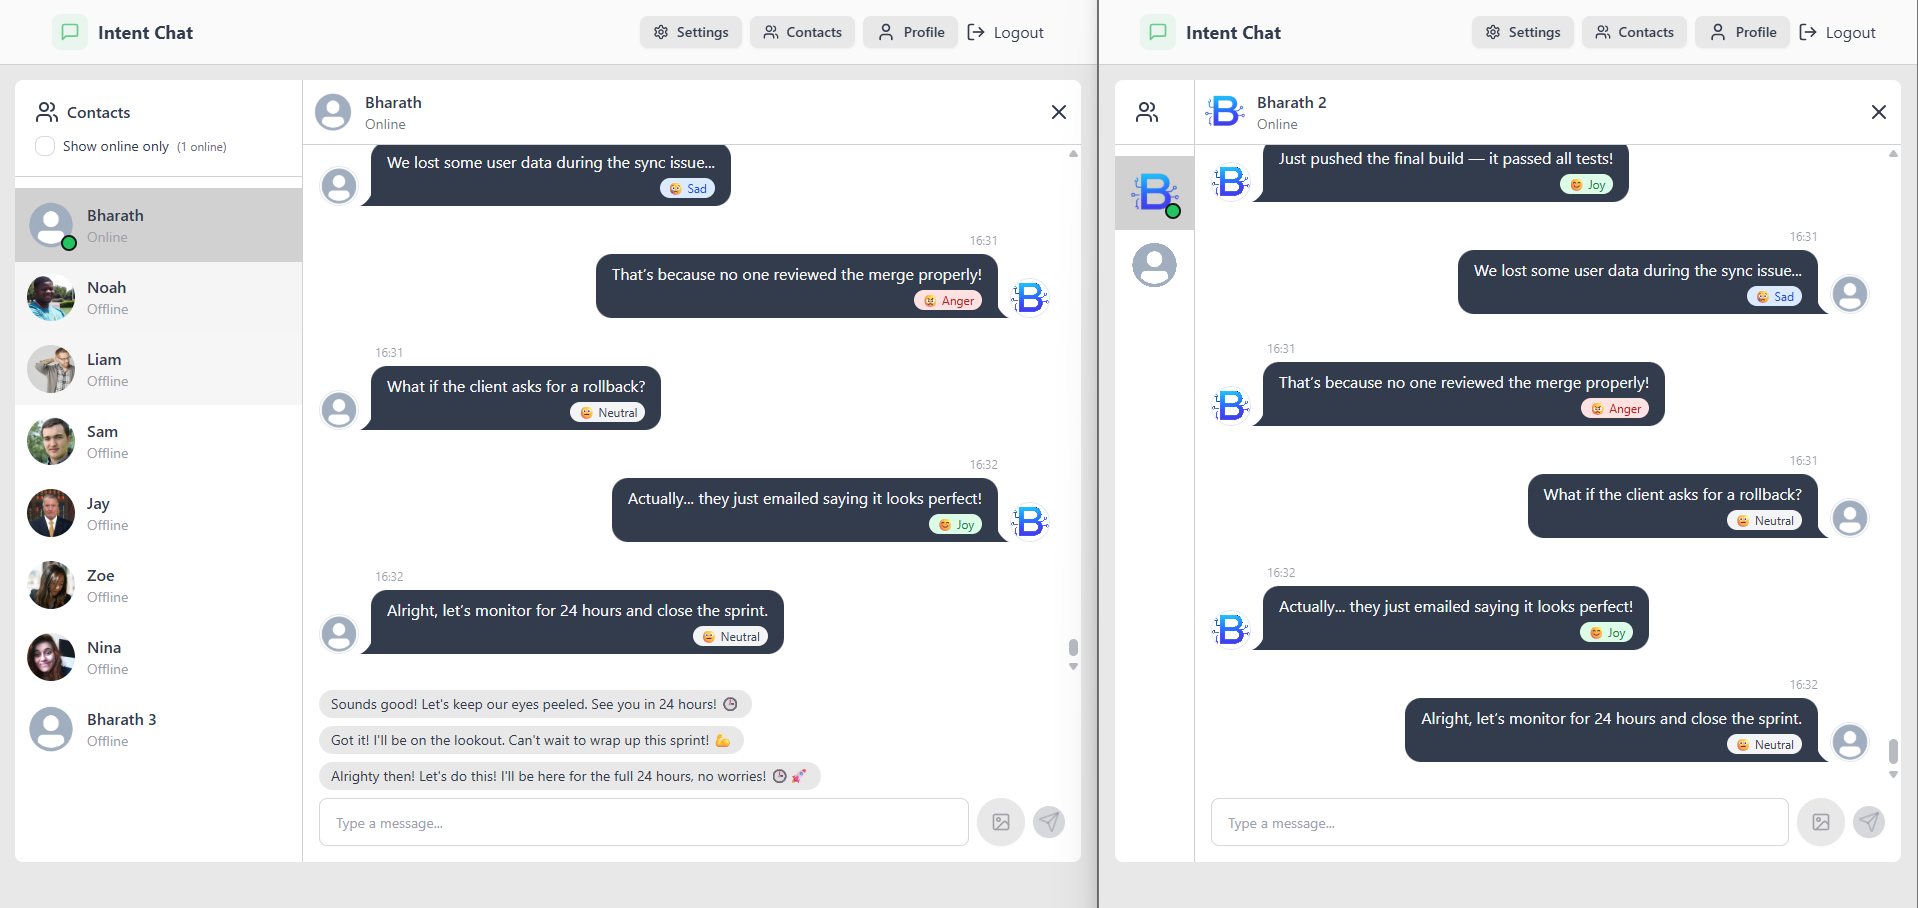 Intent Chat
Settings
Contacts
Profile
Logout
Contacts
Show online only (1 online)
Bharath
Online
Noah
Offline
Liam
Offline
Sam
Offline
Jay
Offline
Zoe
Offline
Nina
Offline
Bharath 3
Offline
Bharath
Online
We lost some user data during the sync issue...
Sad
16:31
That’s because no one reviewed the merge properly!
Anger
16:31
What if the client asks for a rollback?
Neutral
16:32
Actually... they just emailed saying it looks perfect!
Joy
16:32
Alright, let’s monitor for 24 hours and close the sprint.
Neutral
Sounds good! Let's keep our eyes peeled. See you in 24 hours! 🕒
Got it! I'll be on the lookout. Can't wait to wrap up this sprint! 💪
Alrighty then! Let's do this! I'll be here for the full 24 hours, no worries! 🕒 🚀
Type a message...
Intent Chat
Settings
Contacts
Profile
Logout
B
Bharath 2
Online
Just pushed the final build — it passed all tests!
Joy
16:31
We lost some user data during the sync issue...
Sad
16:31
That’s because no one reviewed the merge properly!
Anger
16:31
What if the client asks for a rollback?
Neutral
16:32
Actually... they just emailed saying it looks perfect!
Joy
16:32
Alright, let’s monitor for 24 hours and close the sprint.
Neutral
Type a message...